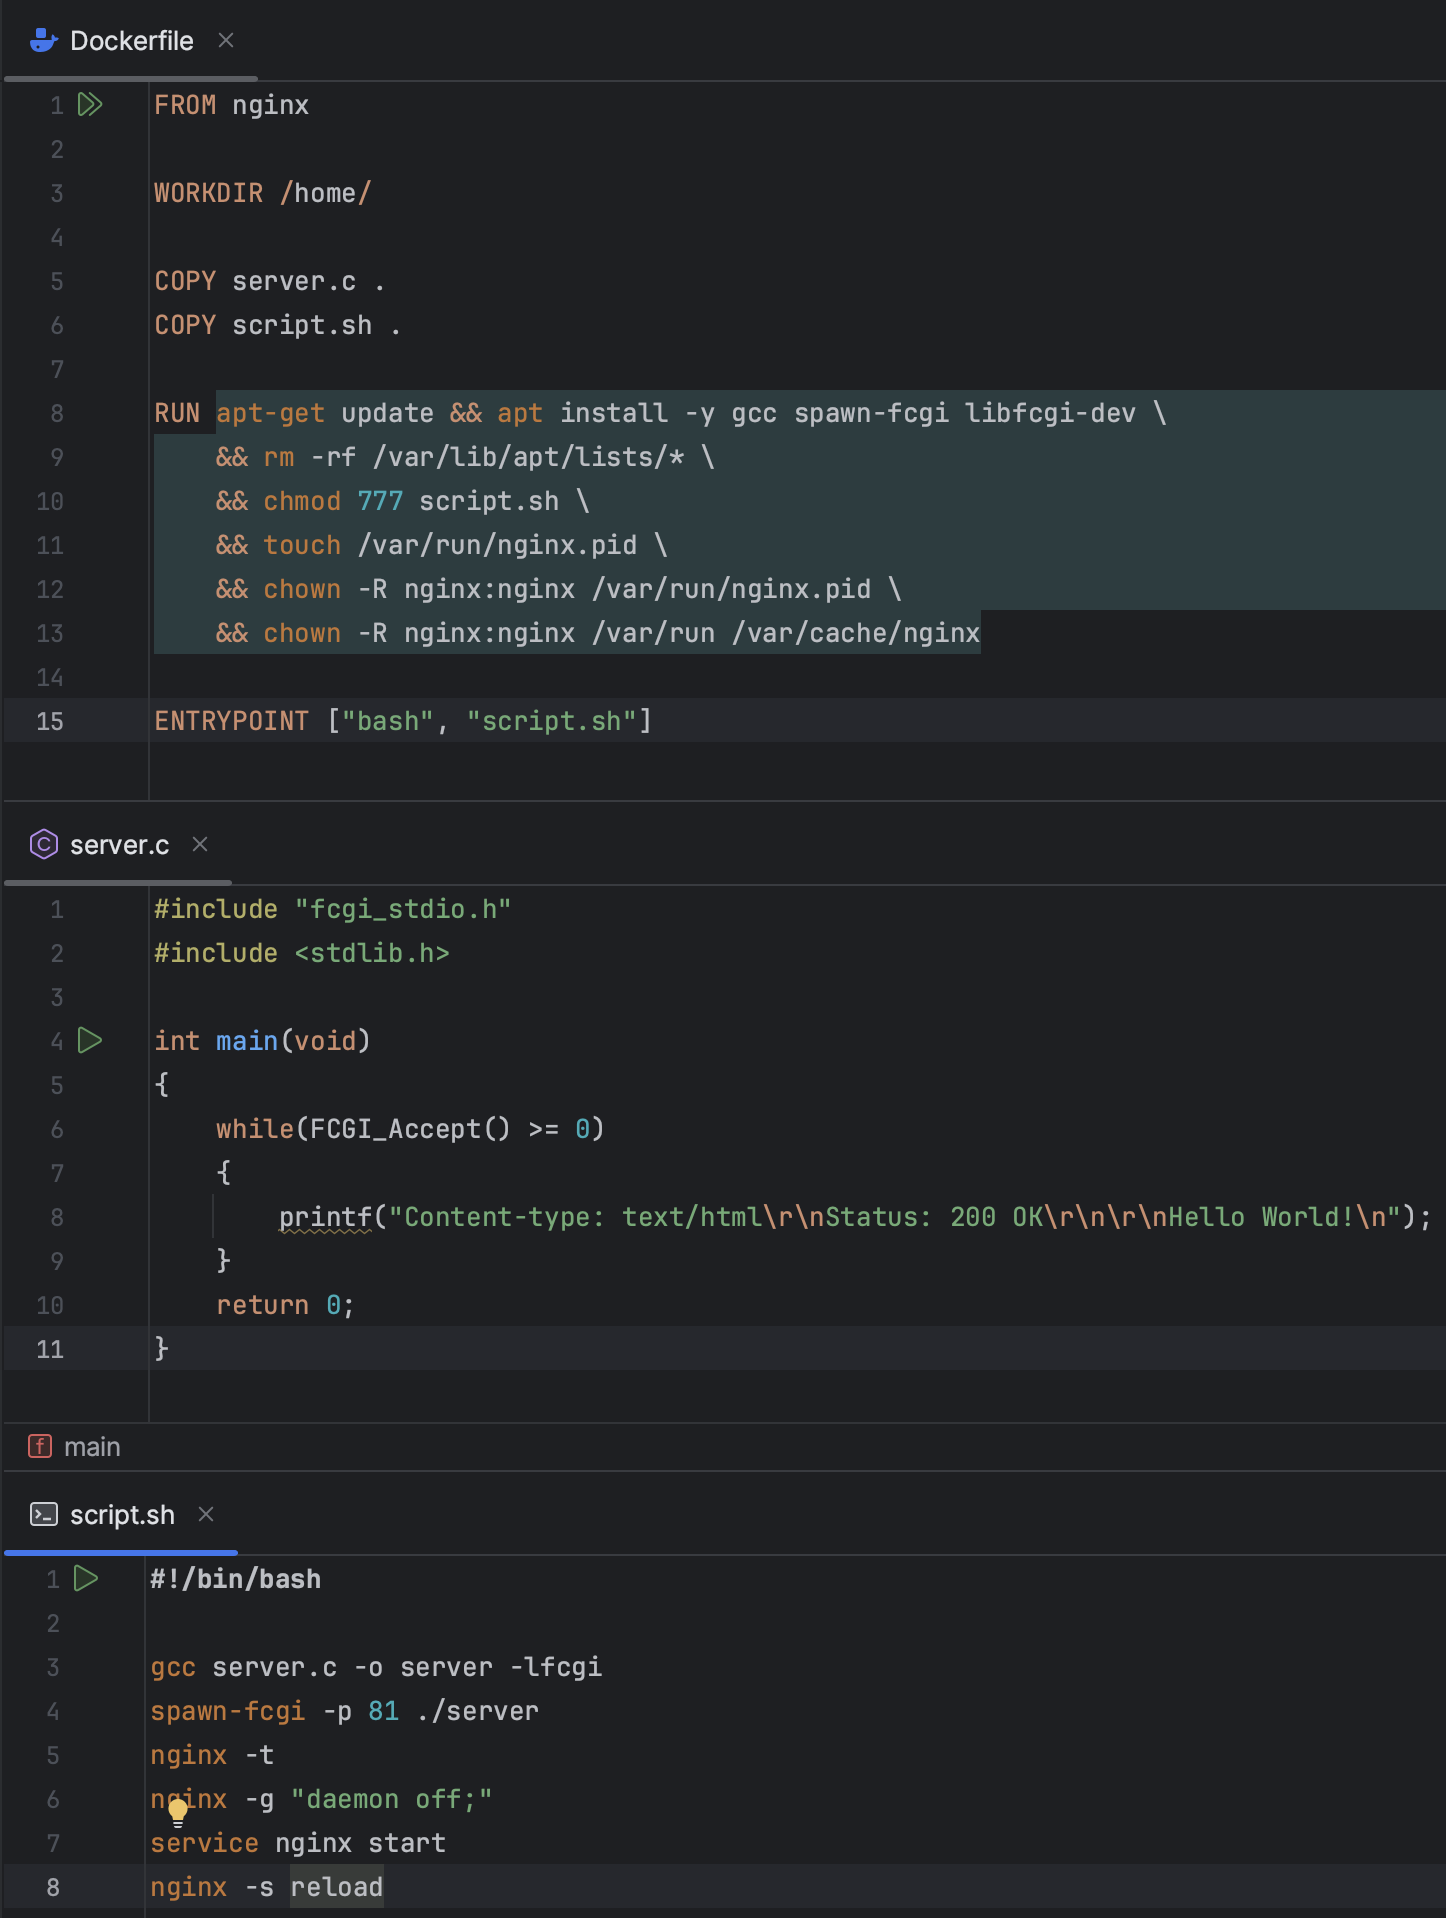 Dockerfile
1 FROM nginx
2
3 WORKDIR /home/
4
5 COPY server.c .
6 COPY script.sh .
7
8 RUN apt-get update && apt install -y gcc spawn-fcgi libfcgi-dev \
9     && rm -rf /var/lib/apt/lists/* \
10     && chmod 777 script.sh \
11     && touch /var/run/nginx.pid \
12     && chown -R nginx:nginx /var/run/nginx.pid \
13     && chown -R nginx:nginx /var/run /var/cache/nginx
14
15 ENTRYPOINT ["bash", "script.sh"]
server.c
1 #include "fcgi_stdio.h"
2 #include <stdlib.h>
3
4 int main(void)
5 {
6     while(FCGI_Accept() >= 0)
7     {
8         printf("Content-type: text/html\r\nStatus: 200 OK\r\n\r\nHello World!\n");
9     }
10     return 0;
11 }
f main
script.sh
1 #!/bin/bash
2
3 gcc server.c -o server -lfcgi
4 spawn-fcgi -p 81 ./server
5 nginx -t
6 nginx -g "daemon off;"
7 service nginx start
8 nginx -s reload